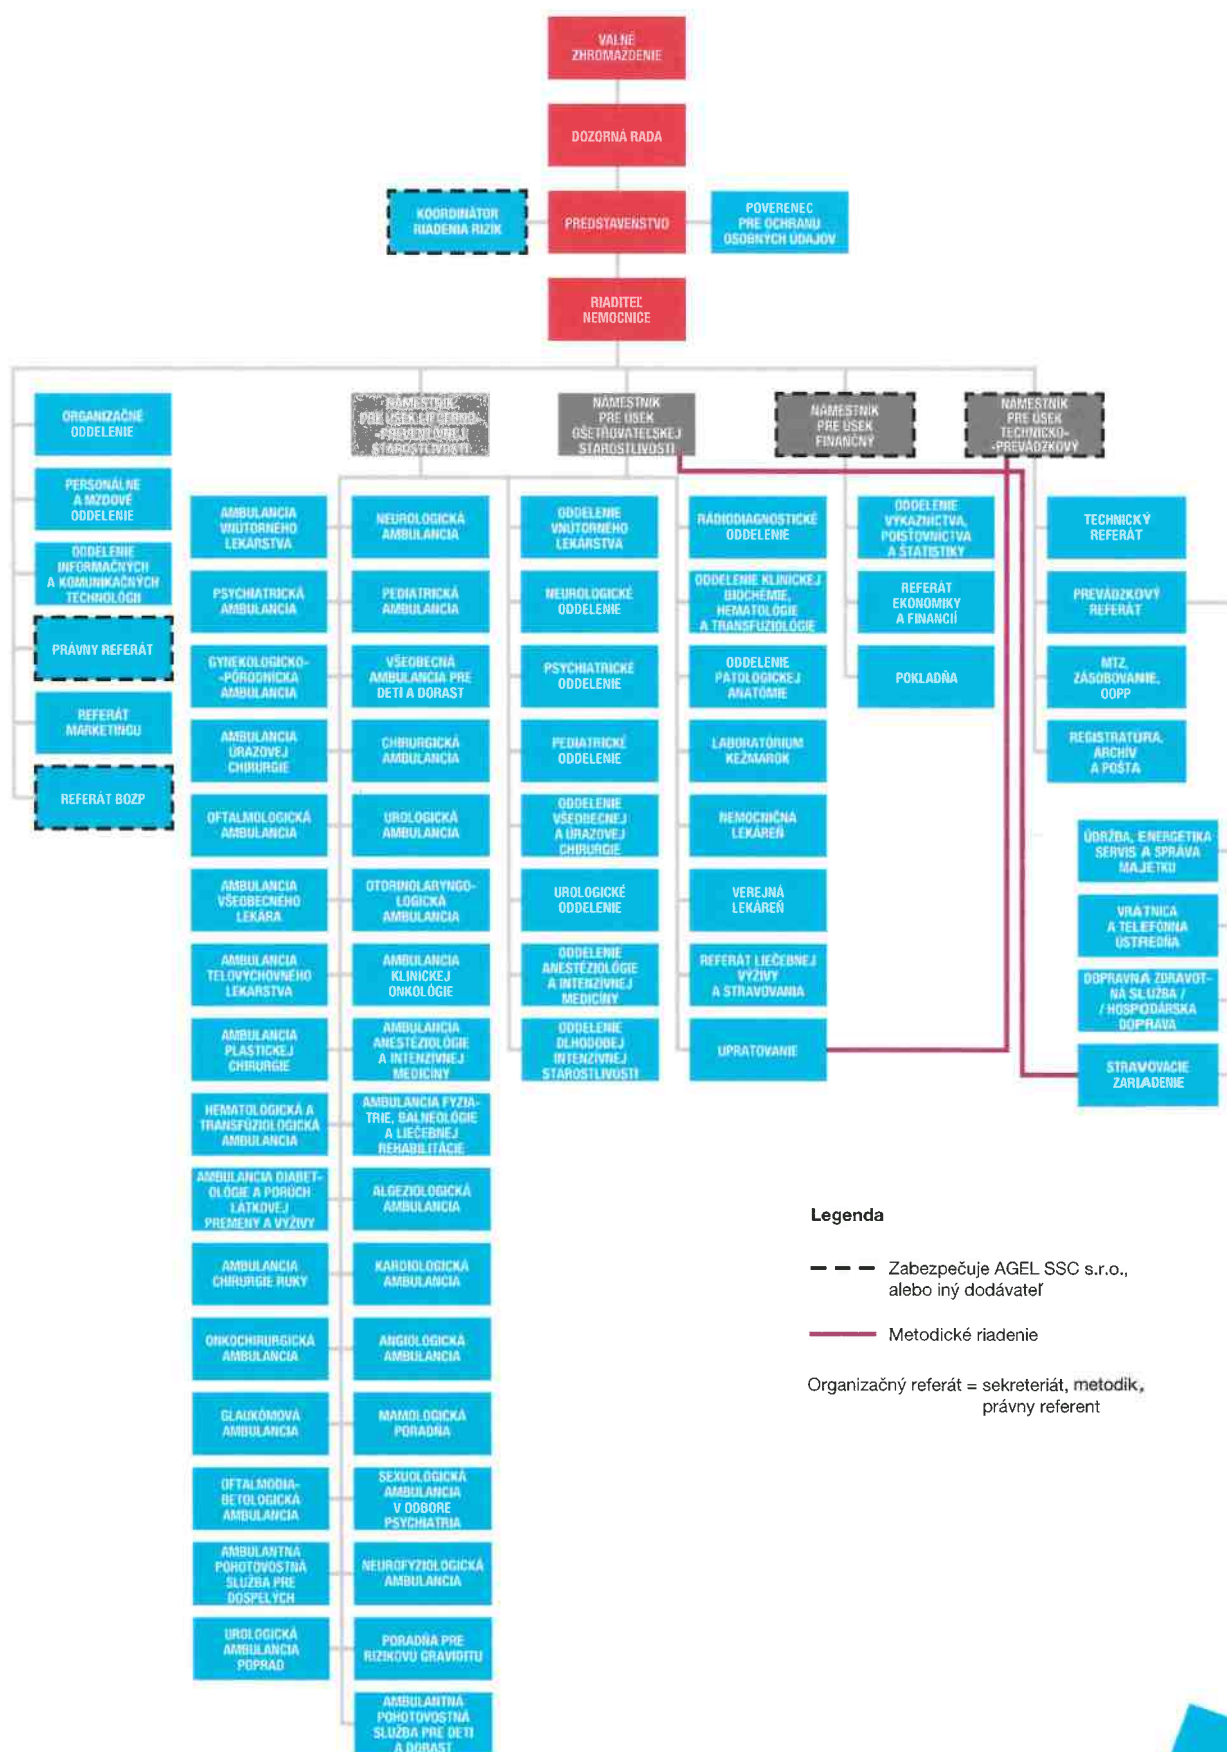 VALNÉ
ZHROMAŽDENIE
DOZORNÁ RADA
KOORDINÁTOR
RIADENIA RIZÍK
PREDSTAVENSTVO
POVERENEC
PRE OCHRANU
OSOBNÝCH ÚDAJOV
RIADITEĽ
NEMOCNICE
ORGANIZAČNÉ
ODDELENIE
PERSONÁLNE
A MZDOVÉ
ODDELENIE
ODDELENIE
INFORMAČNÝCH
A KOMUNIKAČNÝCH
TECHNOLÓGII
PRÁVNY REFERÁT
REFERÁT
MARKETINGU
REFERÁT BOZP
NÁMESTNÍK
PRE ÚSEK LIEČEBNO-
-PREVENTÍVNEJ
STAROSTLIVOSTI
NÁMESTNÍK
PRE ÚSEK
OŠETROVATEĽSKEJ
STAROSTLIVOSTI
NÁMESTNÍK
PRE ÚSEK
FINANČNÝ
NÁMESTNÍK
PRE ÚSEK
TECHNICKO-
-PREVÁDZKOVÝ
AMBULANCIA
VNÚTORNÉHO
LEKÁRSTVA
PSYCHIATRICKÁ
AMBULANCIA
GYNEKOLOGICKO-
-PÔRODNÍCKA
AMBULANCIA
AMBULANCIA
ÚRAZOVEJ
CHIRURGIE
OFTALMOLOGICKÁ
AMBULANCIA
AMBULANCIA
VŠEOBECNÉHO
LEKÁRA
AMBULANCIA
TELOVÝCHOVNÉHO
LEKÁRSTVA
AMBULANCIA
PLASTICKEJ
CHIRURGIE
HEMATOLOGICKÁ A
TRANSFÚZIOLOGICKÁ
AMBULANCIA
AMBULANCIA DIABET-
OLÓGIE A PORÚCH
LÁTKOVEJ
PREMENY A VÝŽIVY
AMBULANCIA
CHIRURGIE RUKY
ONKOCHIRURGICKÁ
AMBULANCIA
GLAUKÓMOVÁ
AMBULANCIA
OFTALMODIA-
BETOLOGICKÁ
AMBULANCIA
AMBULANTNÁ
POHOTOVOSTNÁ
SLUŽBA PRE
DOSPELÝCH
UROLOGICKÁ
AMBULANCIA
POPRAD
NEUROLOGICKÁ
AMBULANCIA
PEDIATRICKÁ
AMBULANCIA
VŠEOBECNÁ
AMBULANCIA PRE
DETI A DORAST
CHIRURGICKÁ
AMBULANCIA
UROLOGICKÁ
AMBULANCIA
OTORINOLARYNGO-
LOGICKÁ
AMBULANCIA
AMBULANCIA
KLINICKEJ
ONKOLÓGIE
AMBULANCIA
ANESTÉZIOLÓGIE
A INTENZÍVNEJ
MEDICÍNY
AMBULANCIA FYZIA-
TRIE, BALNEOLÓGIE
A LIEČEBNEJ
REHABILITÁCIE
ALGEZIOLOGICKÁ
AMBULANCIA
KARDIOLOGICKÁ
AMBULANCIA
ANGIOLOGICKÁ
AMBULANCIA
MAMOLOGICKÁ
PORADŇA
SEXUOLOGICKÁ
AMBULANCIA
V ODBORE
PSYCHIATRIA
NEUROFYZIOLOGICKÁ
AMBULANCIA
PORADŇA PRE
RIZIKOVÚ GRAVIDITU
AMBULANTNÁ
POHOTOVOSTNÁ
SLUŽBA PRE DETI
A DORAST
ODDELENIE
VNÚTORNÉHO
LEKÁRSTVA
NEUROLOGICKÉ
ODDELENIE
PSYCHIATRICKÉ
ODDELENIE
PEDIATRICKÉ
ODDELENIE
ODDELENIE
VŠEOBECNEJ
A ÚRAZOVEJ
CHIRURGIE
UROLOGICKÉ
ODDELENIE
ODDELENIE
ANESTÉZIOLÓGIE
A INTENZÍVNEJ
MEDICÍNY
ODDELENIE
DLHODOBEJ
INTENZÍVNEJ
STAROSTLIVOSTI
RÁDIODIAGNOSTICKÉ
ODDELENIE
ODDELENIE KLINICKEJ
BIOCHÉMIE,
HEMATOLÓGIE
A TRANSFUZIOLÓGIE
ODDELENIE
PATOLOGICKEJ
ANATÓMIE
LABORATÓRIUM
KEŽMAROK
NEMOCNIČNÁ
LEKÁREŇ
VEREJNÁ
LEKÁREŇ
REFERÁT LIEČEBNEJ
VÝŽIVY
A STRAVOVANIA
UPRATOVANIE
ODDELENIE
VÝKAZNÍCTVA,
POISŤOVNÍCTVA
A ŠTATISTIKY
REFERÁT
EKONOMIKY
A FINANCIÍ
POKLADŇA
TECHNICKÝ
REFERÁT
PREVÁDZKOVÝ
REFERÁT
MTZ,
ZÁSOBOVANIE,
OOPP
REGISTRATÚRA,
ARCHÍV
A POŠTA
ÚDRŽBA, ENERGETIKA
SERVIS A SPRÁVA
MAJETKU
VRÁTNICA
A TELEFÓNNA
ÚSTREDŇA
DOPRAVNÁ ZDRAVOT-
NÁ SLUŽBA /
/ HOSPODÁRSKA
DOPRAVA
STRAVOVACIE
ZARIADENIE
Legenda
Zabezpečuje AGEL SSC s.r.o.,
alebo iný dodávateľ
Metodické riadenie
Organizačný referát = sekreteriát, metodik,
právny referent